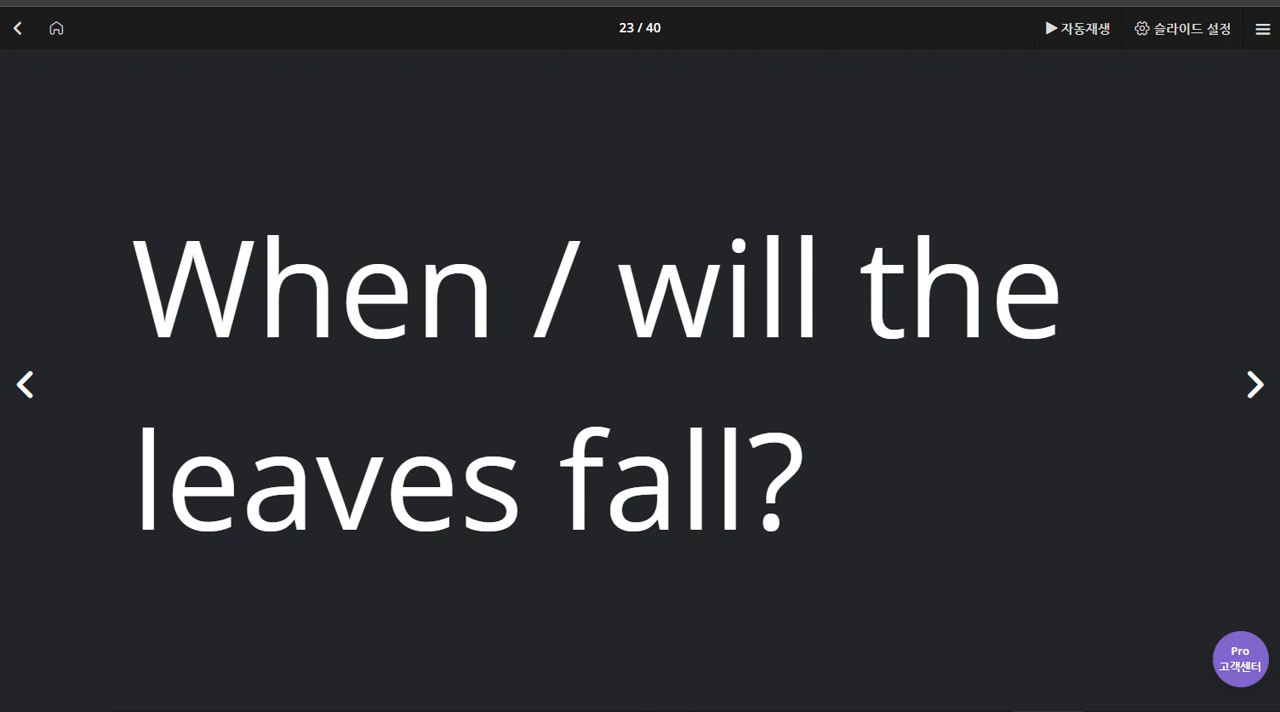 23 / 40
▶ 자동재생
슬라이드 설정
When / will the
leaves fall?
Pro
고객센터